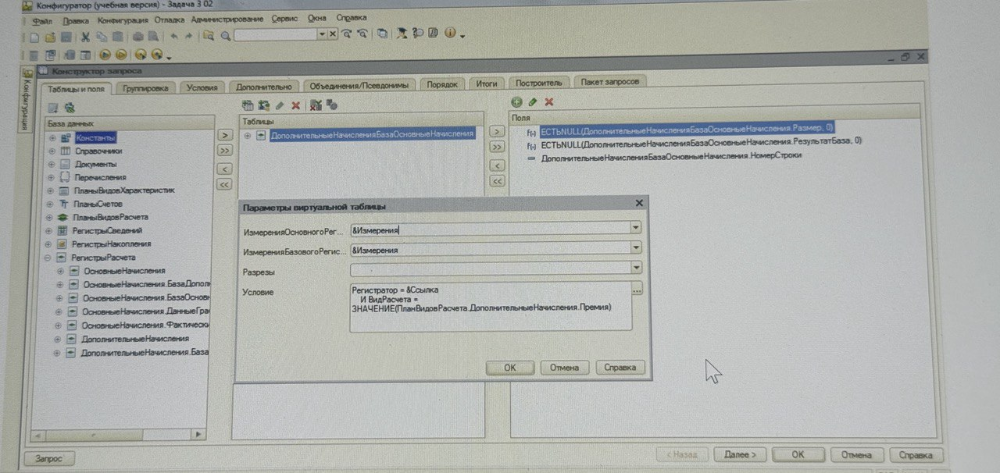 Конфигуратор (учебная версия) - Задача 3 02
Файл Правка Конфигурация Отладка Администрирование Сервис Окна Справка
Конфигурация
Конструктор запроса
Таблицы и поля Группировка Условия Дополнительно Объединения/Псевдонимы Порядок Итоги Построитель Пакет запросов
База данных
Константы
Справочники
Документы
Перечисления
ПланыВидовХарактеристик
ПланыСчетов
ПланыВидовРасчета
РегистрыСведений
РегистрыНакопления
РегистрыРасчета
ОсновныеНачисления
ОсновныеНачисления.БазаДопол
ОсновныеНачисления.БазаОсновн
ОсновныеНачисления.ДанныеГра
ОсновныеНачисления.Фактически
ДополнительныеНачисления
ДополнительныеНачисления.База
> >> < <<
Таблицы
ДополнительныеНачисленияБазаОсновныеНачисления
> >> < <<
Поля
ЕСТЬNULL(ДополнительныеНачисленияБазаОсновныеНачисления.Размер, 0)
ЕСТЬNULL(ДополнительныеНачисленияБазаОсновныеНачисления.РезультатБаза, 0)
ДополнительныеНачисленияБазаОсновныеНачисления.НомерСтроки
Параметры виртуальной таблицы
ИзмеренияОсновногоРег... &Измерения
ИзмеренияБазовогоРегис... &Измерения
Разрезы
Условие
Регистратор = &Ссылка
И ВидРасчета =
ЗНАЧЕНИЕ(ПланВидовРасчета.ДополнительныеНачисления.Премия)
...
OK Отмена Справка
Запрос < Назад Далее > OK Отмена Справка